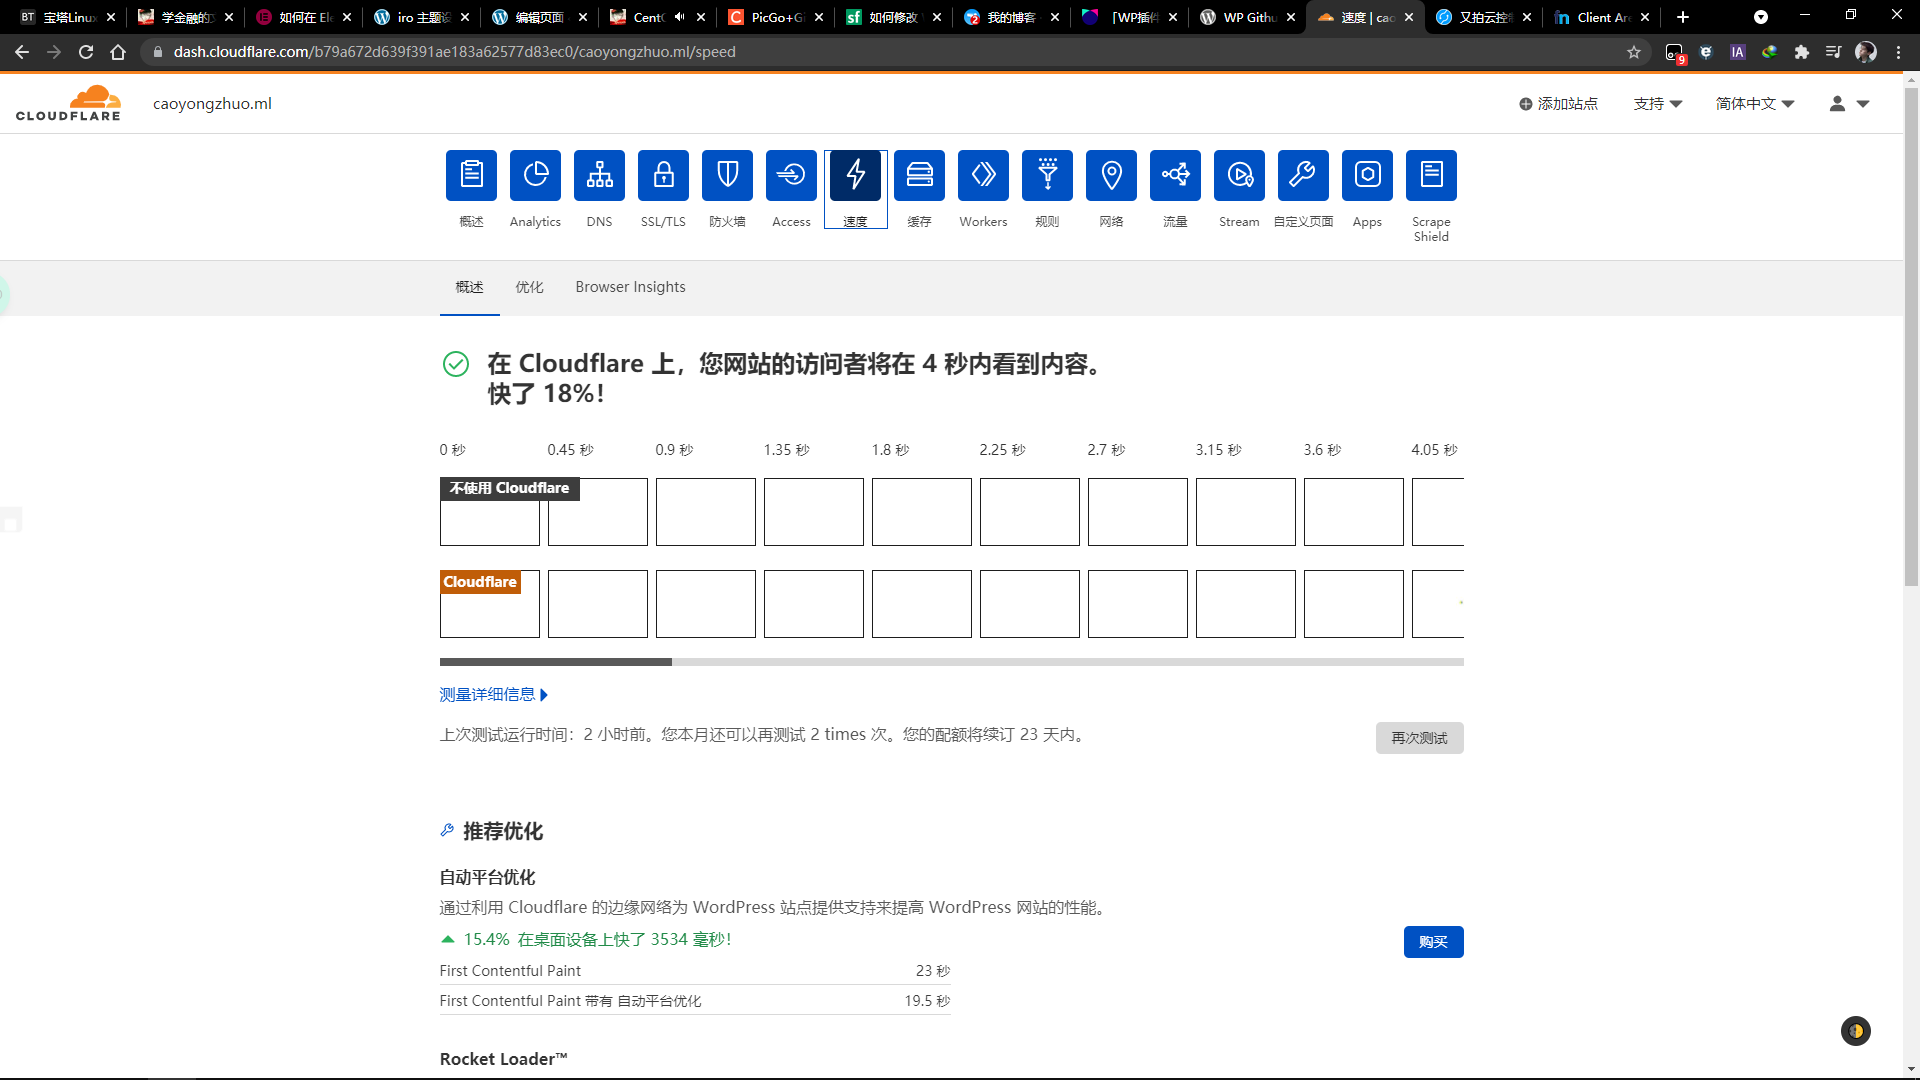 BT 宝塔Linux
学金融的文
如何在 Ele
iro 主题设
编辑页面
CentO
PicGo+Gi
如何修改 W
我的博客
「WP插件
WP Githu
速度 | cao
又拍云控制
Client Are
dash.cloudflare.com/b79a672d639f391ae183a62577d83ec0/caoyongzhuo.ml/speed
9
IA
CLOUDFLARE
caoyongzhuo.ml
添加站点
支持
简体中文
概述
Analytics
DNS
SSL/TLS
防火墙
Access
速度
缓存
Workers
规则
网络
流量
Stream
自定义页面
Apps
Scrape
Shield
概述
优化
Browser Insights
在 Cloudflare 上，您网站的访问者将在 4 秒内看到内容。
快了 18%！
0 秒
0.45 秒
0.9 秒
1.35 秒
1.8 秒
2.25 秒
2.7 秒
3.15 秒
3.6 秒
4.05 秒
不使用 Cloudflare
Cloudflare
测量详细信息
上次测试运行时间：2 小时前。您本月还可以再测试 2 times 次。您的配额将续订 23 天内。
再次测试
推荐优化
自动平台优化
通过利用 Cloudflare 的边缘网络为 WordPress 站点提供支持来提高 WordPress 网站的性能。
15.4% 在桌面设备上快了 3534 毫秒！
购买
First Contentful Paint
23 秒
First Contentful Paint 带有 自动平台优化
19.5 秒
Rocket Loader™